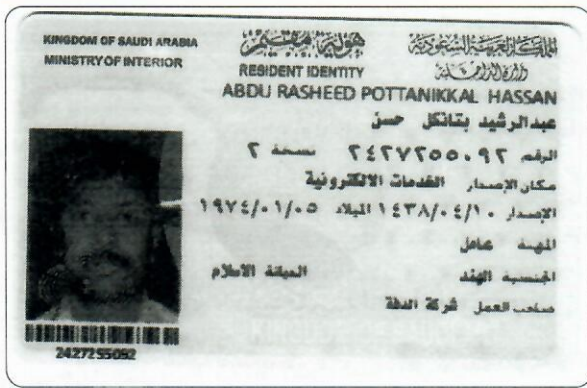 KINGDOM OF SAUDI ARABIA
MINISTRY OF INTERIOR
هوية مقيم
المملكة العربية السعودية
وزارة الداخلية
RESIDENT IDENTITY
ABDU RASHEED POTTANIKKAL HASSAN
عبدالرشيد بتانكل حسن
الرقم ٢٤٢٧٢٥٥٠٩٢ نسخة ٢
مكان الإصدار الخدمات الالكترونية
الإصدار ١٤٣٨/٠٤/١٠ الميلاد ١٩٧٤/٠١/٠٥
المهنة عامل
الجنسية الهند الديانة الاسلام
صاحب العمل شركة الدقة
2427255092